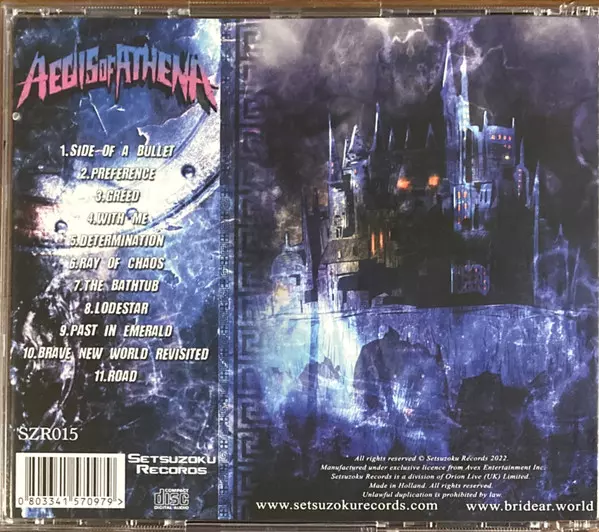 AEGIS OF ATHENA
1.SIDE OF A BULLET
2.PREFERENCE
3.GREED
4.WITH ME
5.DETERMINATION
6.RAY OF CHAOS
7.THE BATHTUB
8.LODESTAR
9.PAST IN EMERALD
10.BRAVE NEW WORLD REVISITED
11.ROAD
SZR015
0 803341 570979 >
SETSUZOKU
RECORDS
COMPACT
disc
DIGITAL AUDIO
All rights reserved © Setsuzoku Records 2022.
Manufactured under exclusive licence from Avex Entertainment Inc.
Setsuzoku Records is a division of Orion Live (UK) Limited.
Made in Holland. All rights reserved.
Unlawful duplication is prohibited by law.
www.setsuzokurecords.com
www.bridear.world